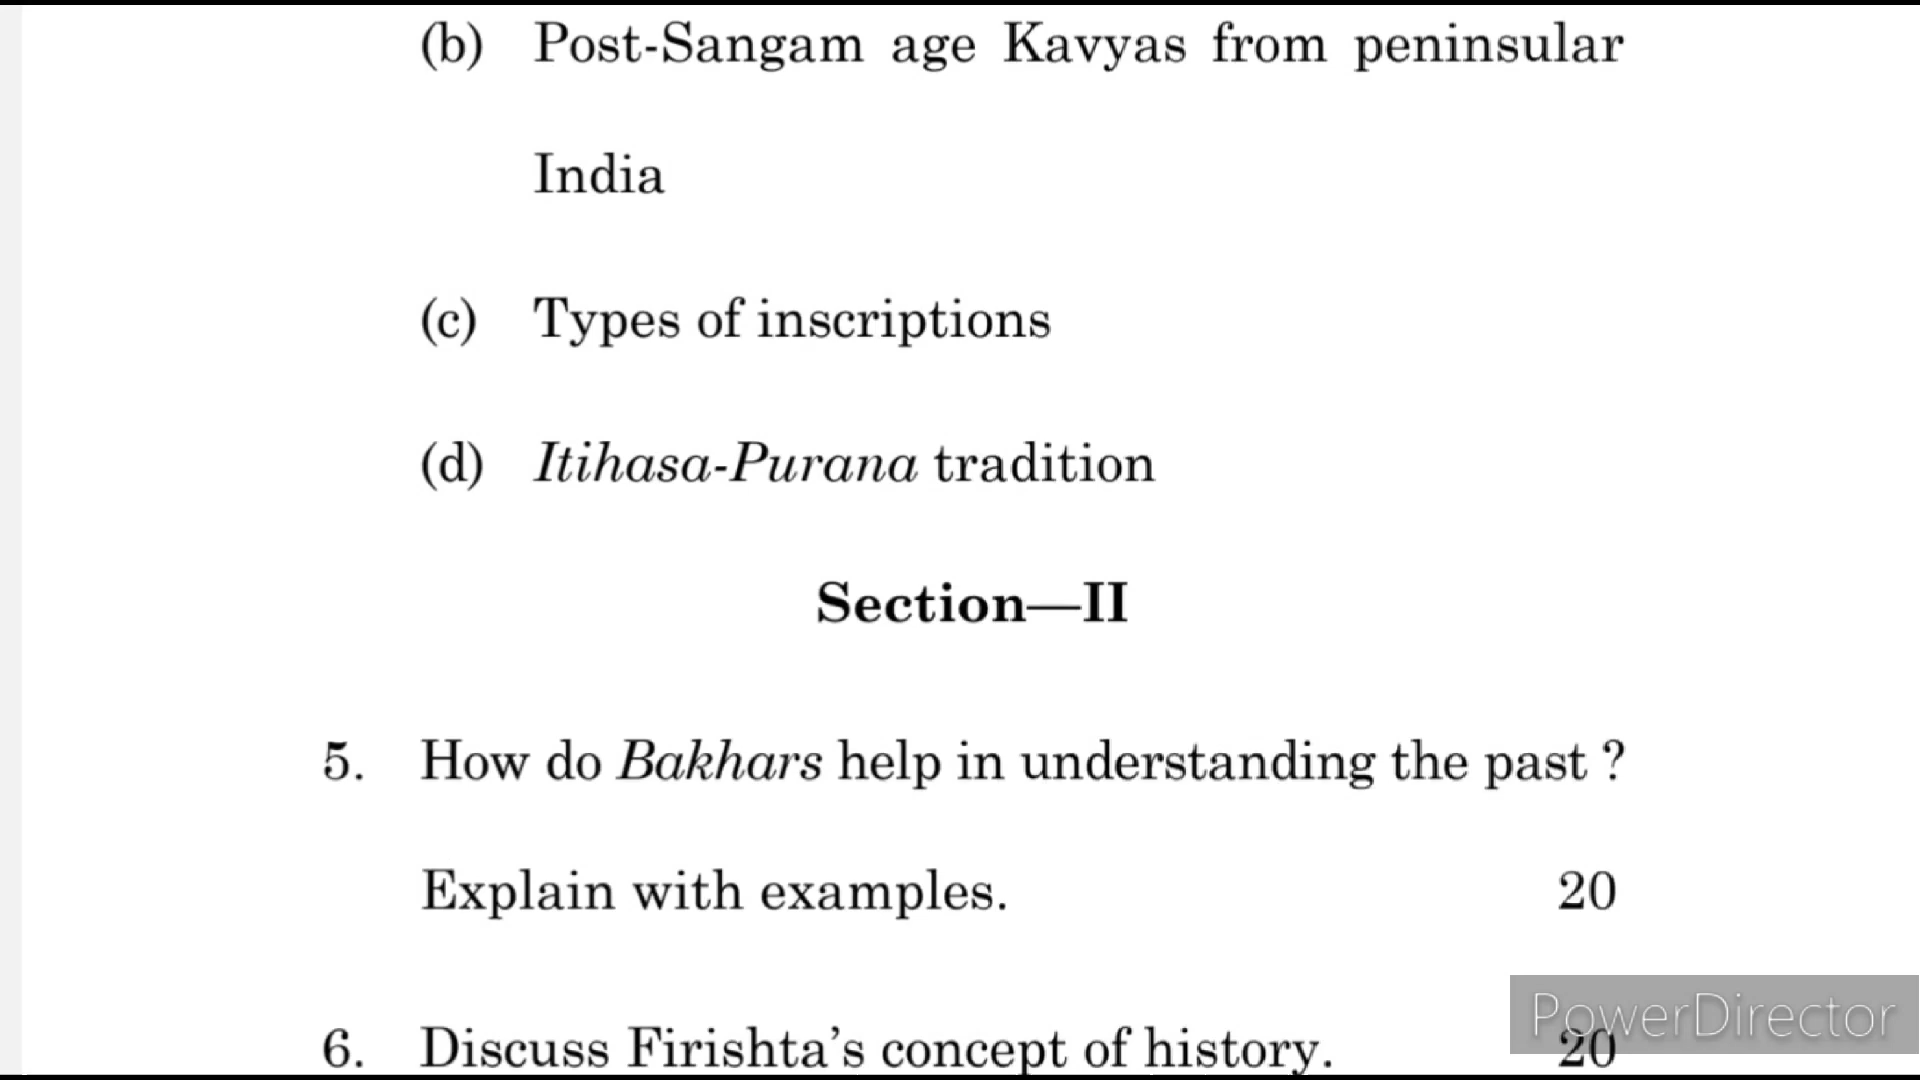 (b) Post-Sangam age Kavyas from peninsular
India
(c) Types of inscriptions
(d) Itihasa-Purana tradition
Section—II
5. How do Bakhars help in understanding the past ?
Explain with examples. 20
6. Discuss Firishta’s concept of history. 20
PowerDirector